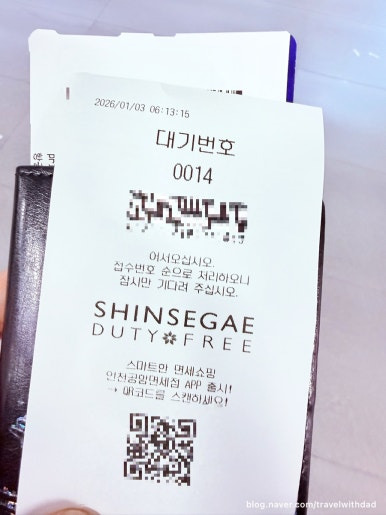 2026/01/03 06:13:15
대기번호
0014
어서오십시오.
접수번호 순으로 처리하오니
잠시만 기다려 주십시오.
SHINSEGAE
DUTY FREE
스마트한 면세쇼핑
인천공항면세점 APP 출시!
→ QR코드를 스캔하세요!
blog.naver.com/travelwithdad